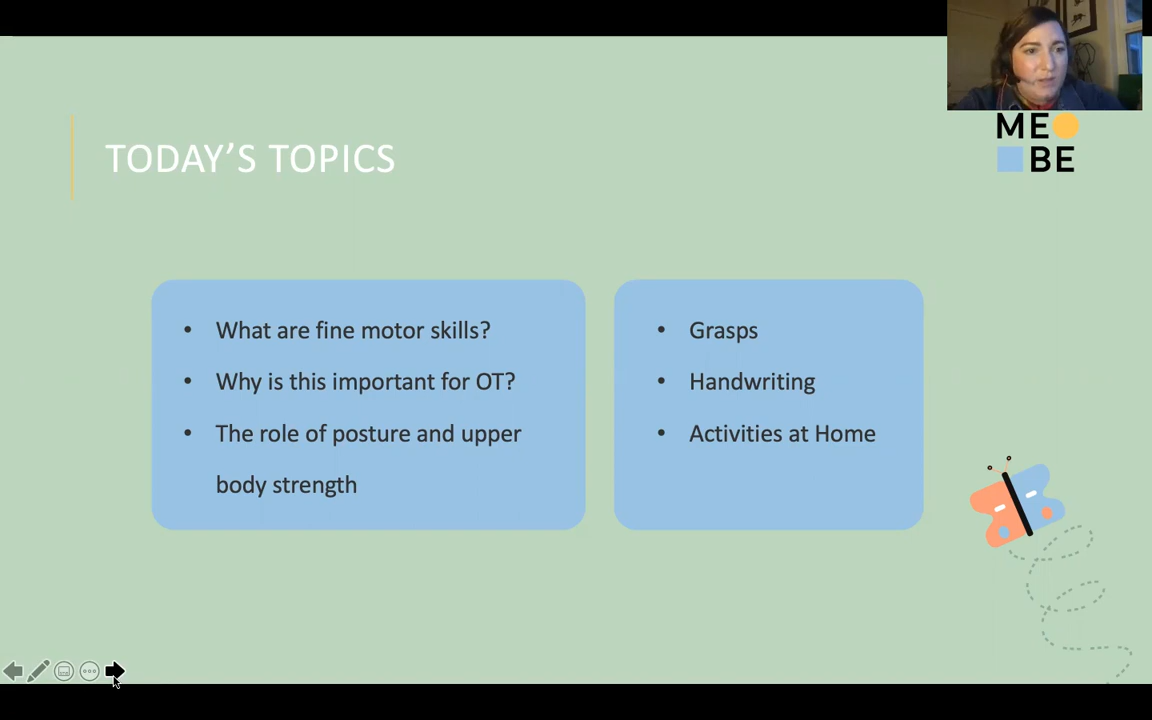 ME
BE
TODAY’S TOPICS
• What are fine motor skills?
• Why is this important for OT?
• The role of posture and upper
body strength
• Grasps
• Handwriting
• Activities at Home